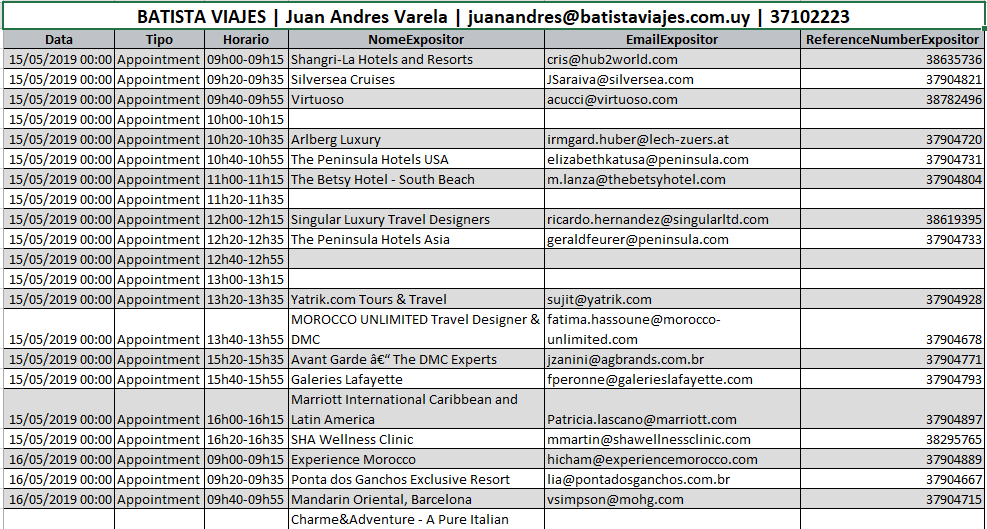 BATISTA VIAJES | Juan Andres Varela | juanandres@batistaviajes.com.uy | 37102223
Data Tipo Horario NomeExpositor EmailExpositor ReferenceNumberExpositor
15/05/2019 00:00 Appointment 09h00-09h15 Shangri-La Hotels and Resorts cris@hub2world.com 38635736
15/05/2019 00:00 Appointment 09h20-09h35 Silversea Cruises JSaraiva@silversea.com 37904821
15/05/2019 00:00 Appointment 09h40-09h55 Virtuoso acucci@virtuoso.com 38782496
15/05/2019 00:00 Appointment 10h00-10h15
15/05/2019 00:00 Appointment 10h20-10h35 Arlberg Luxury irmgard.huber@lech-zuers.at 37904720
15/05/2019 00:00 Appointment 10h40-10h55 The Peninsula Hotels USA elizabethkatusa@peninsula.com 37904731
15/05/2019 00:00 Appointment 11h00-11h15 The Betsy Hotel - South Beach m.lanza@thebetsyhotel.com 37904804
15/05/2019 00:00 Appointment 11h20-11h35
15/05/2019 00:00 Appointment 12h00-12h15 Singular Luxury Travel Designers ricardo.hernandez@singularltd.com 38619395
15/05/2019 00:00 Appointment 12h20-12h35 The Peninsula Hotels Asia geraldfeurer@peninsula.com 37904733
15/05/2019 00:00 Appointment 12h40-12h55
15/05/2019 00:00 Appointment 13h00-13h15
15/05/2019 00:00 Appointment 13h20-13h35 Yatrik.com Tours & Travel sujit@yatrik.com 37904928
MOROCCO UNLIMITED Travel Designer & fatima.hassoune@morocco-
15/05/2019 00:00 Appointment 13h40-13h55 DMC unlimited.com 37904678
15/05/2019 00:00 Appointment 15h20-15h35 Avant Garde â€“ The DMC Experts jzanini@agbrands.com.br 37904771
15/05/2019 00:00 Appointment 15h40-15h55 Galeries Lafayette fperonne@galerieslafayette.com 37904793
Marriott International Caribbean and
15/05/2019 00:00 Appointment 16h00-16h15 Latin America Patricia.lascano@marriott.com 37904897
15/05/2019 00:00 Appointment 16h20-16h35 SHA Wellness Clinic mmartin@shawellnessclinic.com 38295765
16/05/2019 00:00 Appointment 09h00-09h15 Experience Morocco hicham@experiencemorocco.com 37904889
16/05/2019 00:00 Appointment 09h20-09h35 Ponta dos Ganchos Exclusive Resort lia@pontadosganchos.com.br 37904667
16/05/2019 00:00 Appointment 09h40-09h55 Mandarin Oriental, Barcelona vsimpson@mohg.com 37904715
Charme&Adventure - A Pure Italian